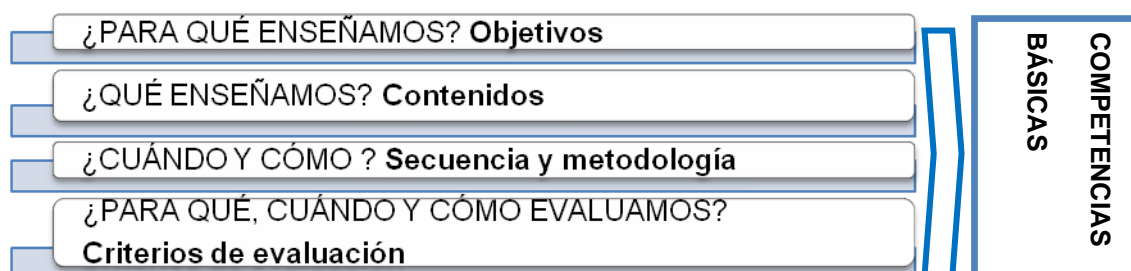 ¿PARA QUÉ ENSEÑAMOS? Objetivos
¿QUÉ ENSEÑAMOS? Contenidos
¿CUÁNDO Y CÓMO ? Secuencia y metodología
¿PARA QUÉ, CUÁNDO Y CÓMO EVALUAMOS?
Criterios de evaluación
COMPETENCIAS
BÁSICAS